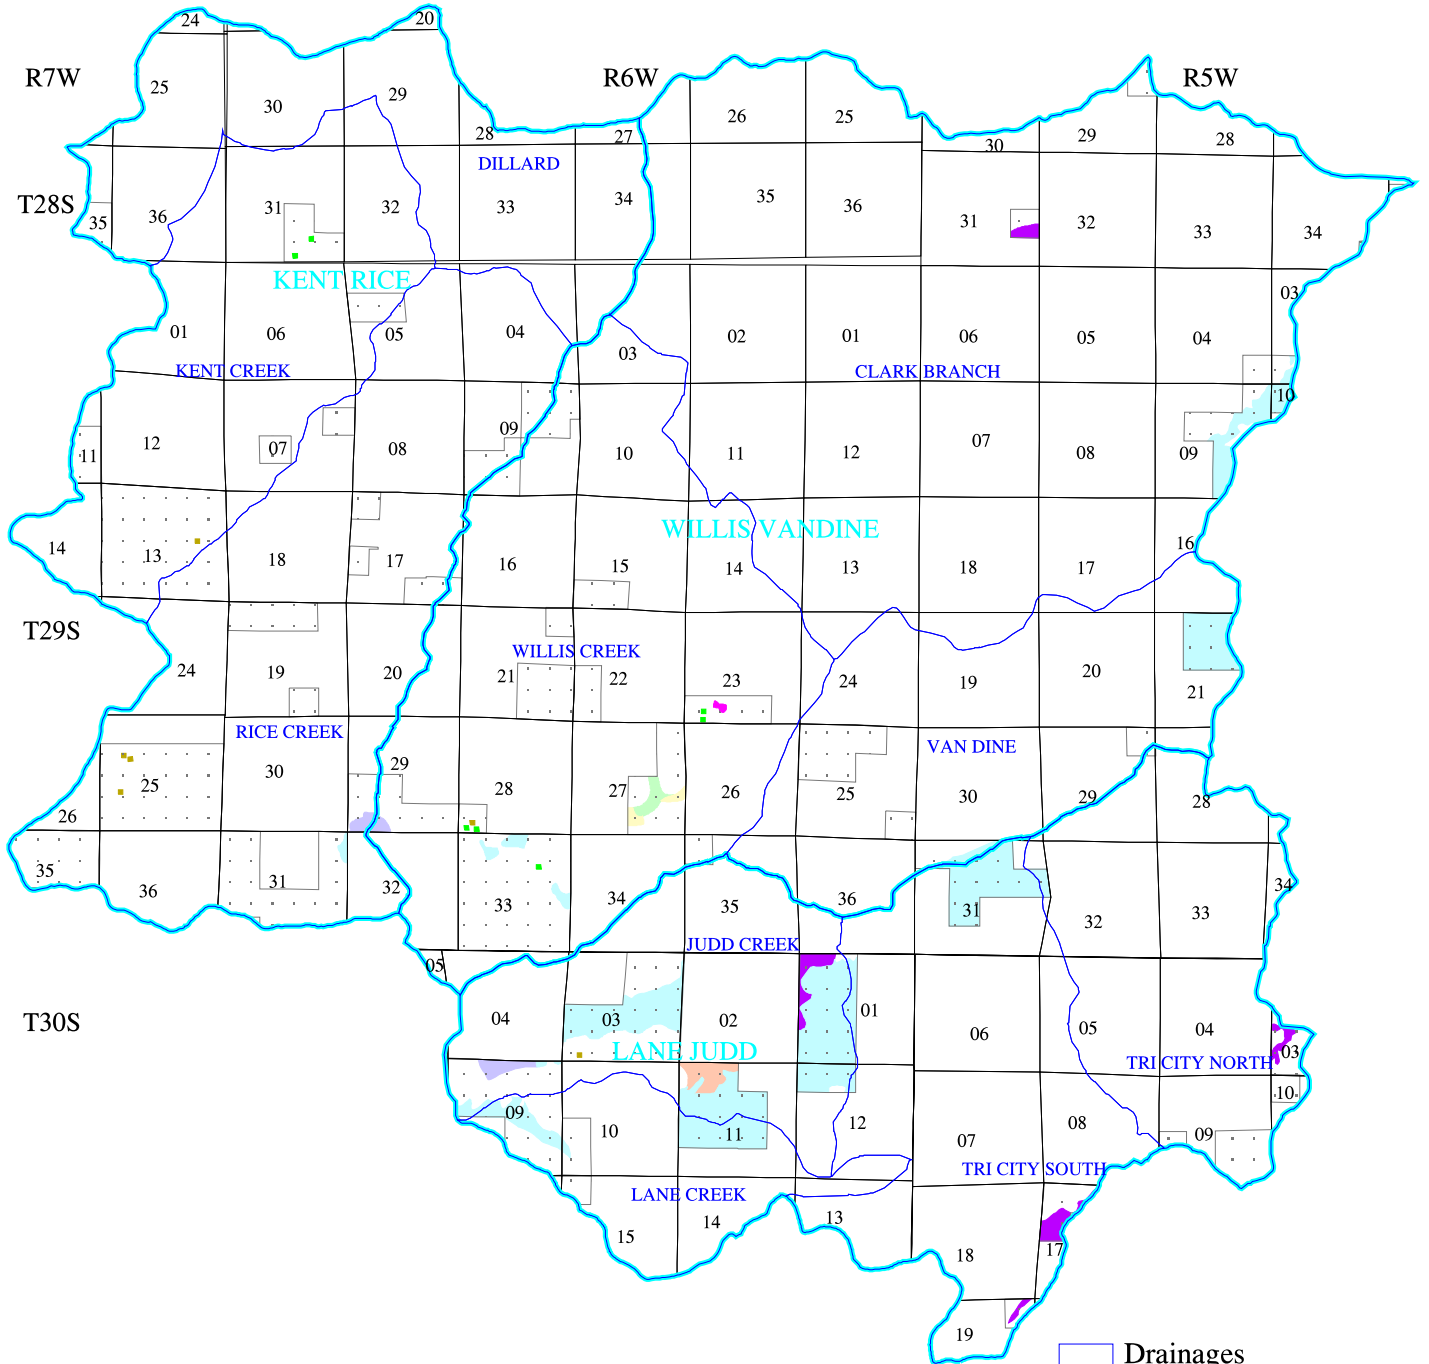 24 20
R7W R6W R5W
25 30 29 26 25
28 27 30 29 28
DILLARD
T28S
35 36 31 32 33 34 35 36 31 32 33 34
KENT RICE
03
01 06 05 04 03 02 01 06 05 04
KENT CREEK CLARK BRANCH
10
11 12 07 08 09 10 11 12 07 08 09
WILLIS VANDINE
14 13 18 17 16 15 14 13 18 17 16
T29S
WILLIS CREEK
24 19 20 21 22 23 24 19 20 21
RICE CREEK VAN DINE
26 25 30 29 28 27 26 25 30 29 28
35 36 31 32 33 34 35 36 31 32 33 34
JUDD CREEK
05
T30S
04 03 02 01 06 05 04 03
LANE JUDD
TRI CITY NORTH
09 10 11 12 07 08 09 10
TRI CITY SOUTH
LANE CREEK
15 14 13 18 17
19
Drainages